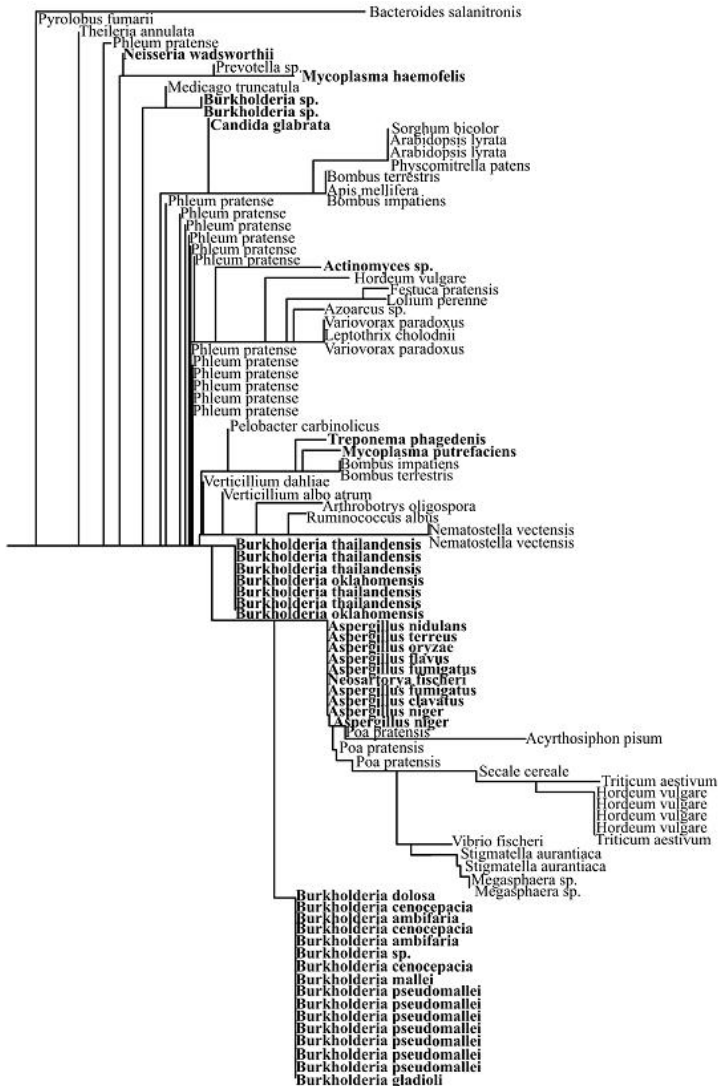 Bacteroides salanitronis
Pyrolobus fumarii
Theileria annulata
Phleum pratense
Neisseria wadsworthii
Prevotella sp.
Mycoplasma haemofelis
Medicago truncatula
Burkholderia sp.
Burkholderia sp.
Candida glabrata
Sorghum bicolor
Arabidopsis lyrata
Arabidopsis lyrata
Physcomitrella patens
Bombus terrestris
Apis mellifera
Bombus impatiens
Phleum pratense
Phleum pratense
Phleum pratense
Phleum pratense
Phleum pratense
Phleum pratense
Actinomyces sp.
Hordeum vulgare
Festuca pratensis
Lolium perenne
Azoarcus sp.
Variovorax paradoxus
Leptothrix cholodnii
Variovorax paradoxus
Phleum pratense
Phleum pratense
Phleum pratense
Phleum pratense
Phleum pratense
Phleum pratense
Pelobacter carbinolicus
Treponema phagedenis
Mycoplasma putrefaciens
Bombus impatiens
Bombus terrestris
Verticillium dahliae
Verticillium albo atrum
Arthrobotrys oligospora
Ruminococcus albus
Nematostella vectensis
Nematostella vectensis
Burkholderia thailandensis
Burkholderia thailandensis
Burkholderia thailandensis
Burkholderia oklahomensis
Burkholderia thailandensis
Burkholderia thailandensis
Burkholderia oklahomensis
Aspergillus nidulans
Aspergillus terreus
Aspergillus oryzae
Aspergillus flavus
Aspergillus fumigatus
Neosartorya fischeri
Aspergillus fumigatus
Aspergillus clavatus
Aspergillus niger
Aspergillus niger
Poa pratensis
Acyrthosiphon pisum
Poa pratensis
Poa pratensis
Secale cereale
Triticum aestivum
Hordeum vulgare
Hordeum vulgare
Hordeum vulgare
Hordeum vulgare
Triticum aestivum
Vibrio fischeri
Stigmatella aurantiaca
Stigmatella aurantiaca
Megasphaera sp.
Megasphaera sp.
Burkholderia dolosa
Burkholderia cenocepacia
Burkholderia ambifaria
Burkholderia cenocepacia
Burkholderia ambifaria
Burkholderia sp.
Burkholderia cenocepacia
Burkholderia mallei
Burkholderia pseudomallei
Burkholderia pseudomallei
Burkholderia pseudomallei
Burkholderia pseudomallei
Burkholderia pseudomallei
Burkholderia pseudomallei
Burkholderia pseudomallei
Burkholderia gladioli